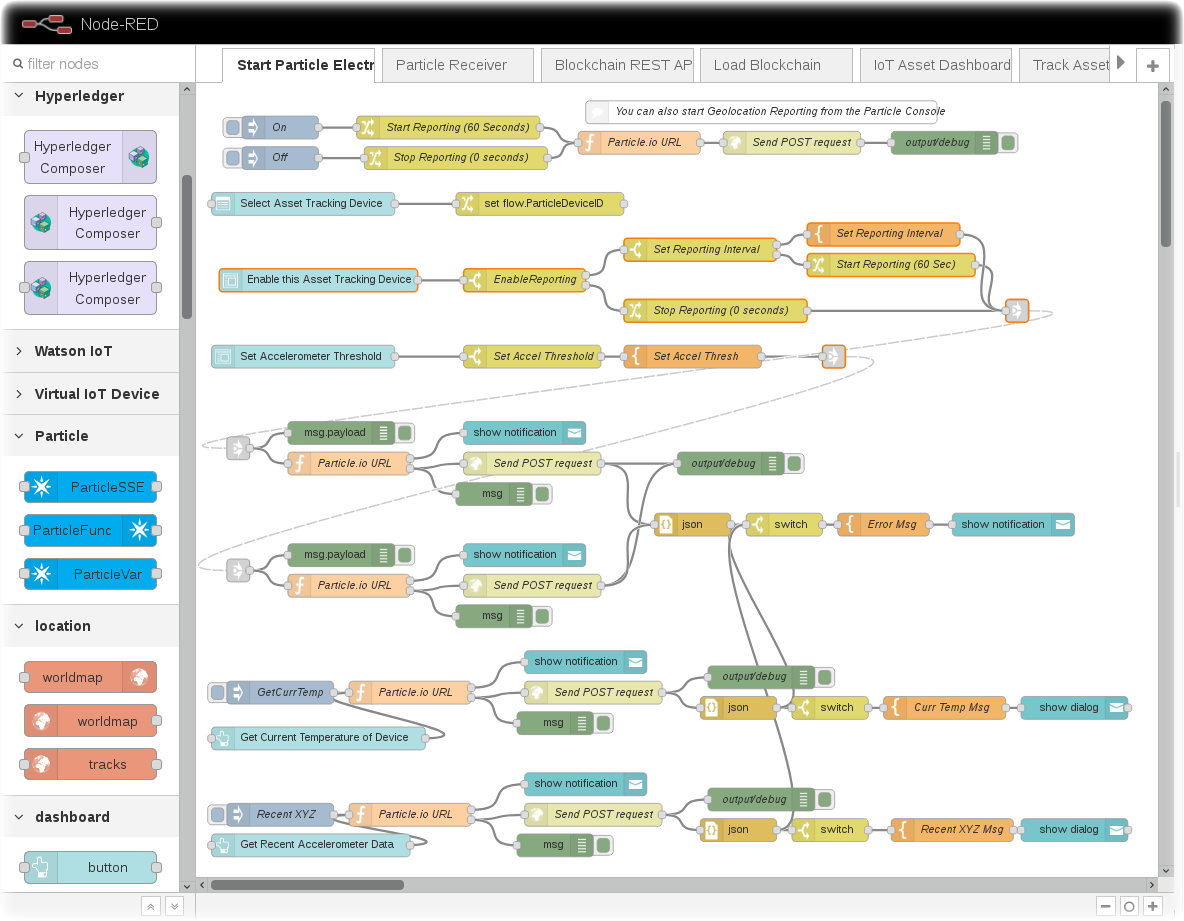 Node-RED
filter nodes
Start Particle Electr
Particle Receiver
Blockchain REST AP
Load Blockchain
IoT Asset Dashboard
Track Asset
Hyperledger
Hyperledger
Composer
Hyperledger
Composer
Hyperledger
Composer
Watson IoT
Virtual IoT Device
Particle
ParticleSSE
ParticleFunc
ParticleVar
location
worldmap
worldmap
tracks
dashboard
button
You can also start Geolocation Reporting from the Particle Console
On
Start Reporting (60 Seconds)
Off
Stop Reporting (0 seconds)
Particle.io URL
Send POST request
output/debug
Select Asset Tracking Device
set flow.ParticleDeviceID
Enable this Asset Tracking Device
EnableReporting
Set Reporting Interval
Set Reporting Interval
Start Reporting (60 Sec)
Stop Reporting (0 seconds)
Set Accelerometer Threshold
Set Accel Threshold
Set Accel Thresh
msg.payload
show notification
Particle.io URL
Send POST request
output/debug
msg
json
switch
Error Msg
show notification
msg.payload
show notification
Particle.io URL
Send POST request
msg
show notification
GetCurrTemp
Particle.io URL
Send POST request
output/debug
msg
json
switch
Curr Temp Msg
show dialog
Get Current Temperature of Device
show notification
Recent XYZ
Particle.io URL
Send POST request
output/debug
msg
json
switch
Recent XYZ Msg
show dialog
Get Recent Accelerometer Data